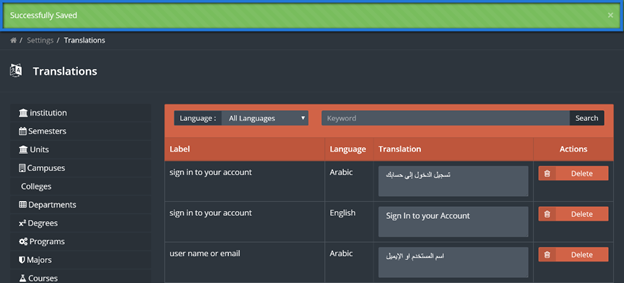 Successfully Saved ×
/ Settings / Translations
Translations
institution
Semesters
Units
Campuses
Colleges
Departments
Degrees
Programs
Majors
Courses
Language : All Languages Keyword Search
Label Language Translation Actions
sign in to your account Arabic تسجيل الدخول إلى حسابك Delete
sign in to your account English Sign In to your Account Delete
user name or email Arabic اسم المستخدم او الإيميل Delete